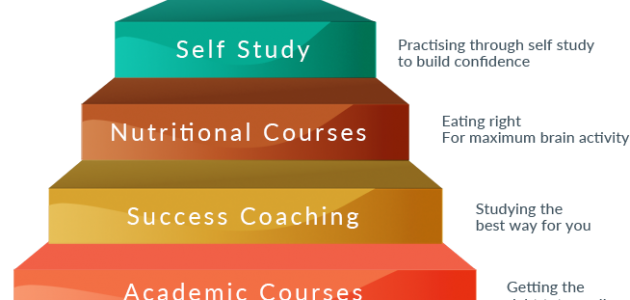 Self Study
Practising through self study
to build confidence
Nutritional Courses
Eating right
For maximum brain activity
Success Coaching
Studying the
best way for you
Academic Courses
Getting the